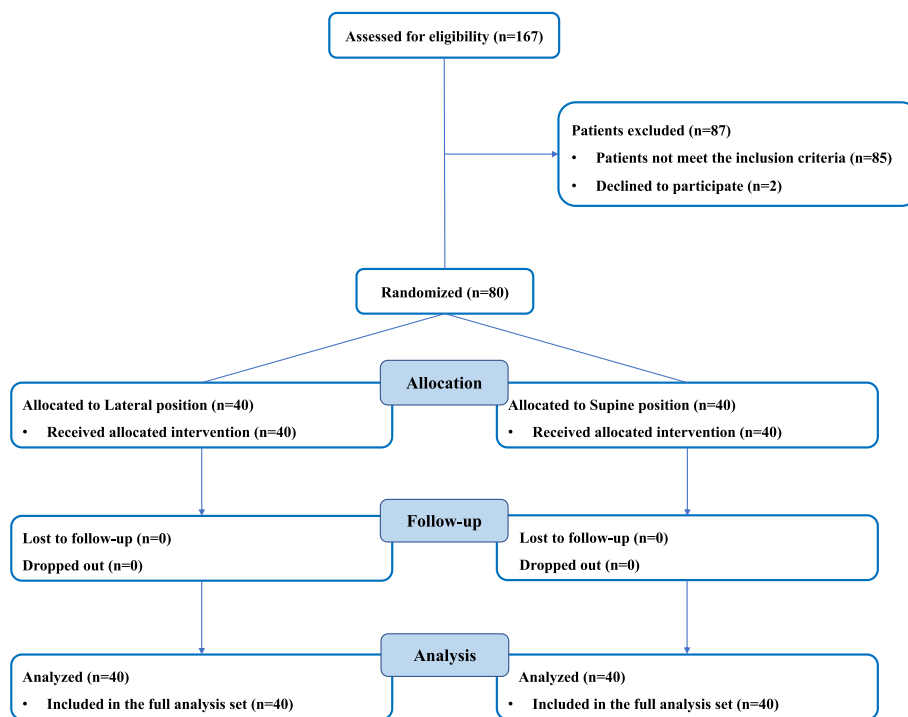 Assessed for eligibility (n=167)
Patients excluded (n=87)
• Patients not meet the inclusion criteria (n=85)
• Declined to participate (n=2)
Randomized (n=80)
Allocation
Allocated to Lateral position (n=40)
• Received allocated intervention (n=40)
Allocated to Supine position (n=40)
• Received allocated intervention (n=40)
Follow-up
Lost to follow-up (n=0)
Dropped out (n=0)
Lost to follow-up (n=0)
Dropped out (n=0)
Analysis
Analyzed (n=40)
• Included in the full analysis set (n=40)
Analyzed (n=40)
• Included in the full analysis set (n=40)